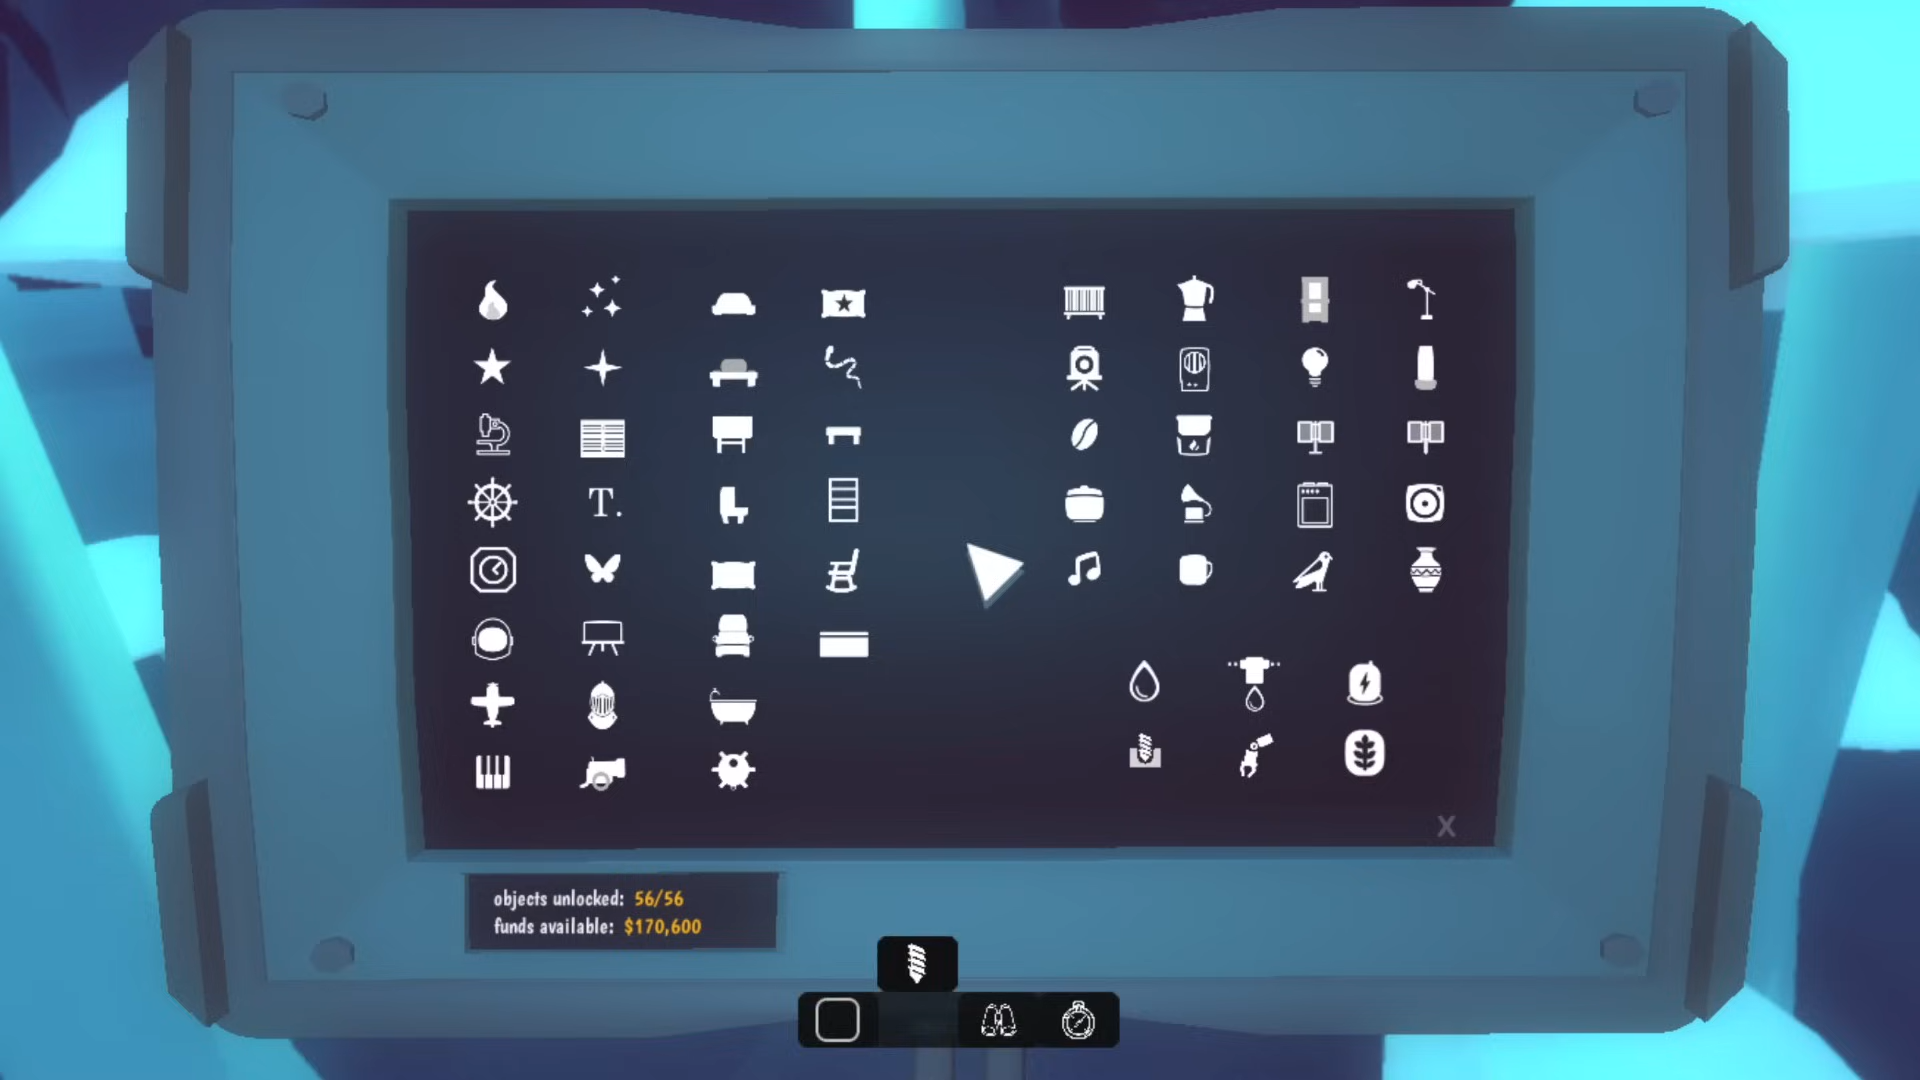 T.
X
objects unlocked: 56/56
funds available: $170,600